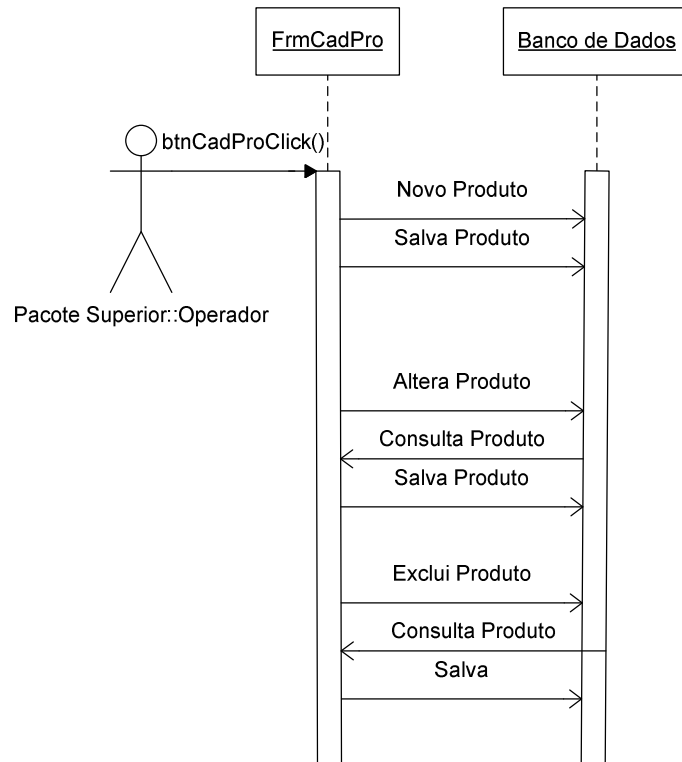 FrmCadPro
Banco de Dados
btnCadProClick()
Novo Produto
Salva Produto
Pacote Superior::Operador
Altera Produto
Consulta Produto
Salva Produto
Exclui Produto
Consulta Produto
Salva